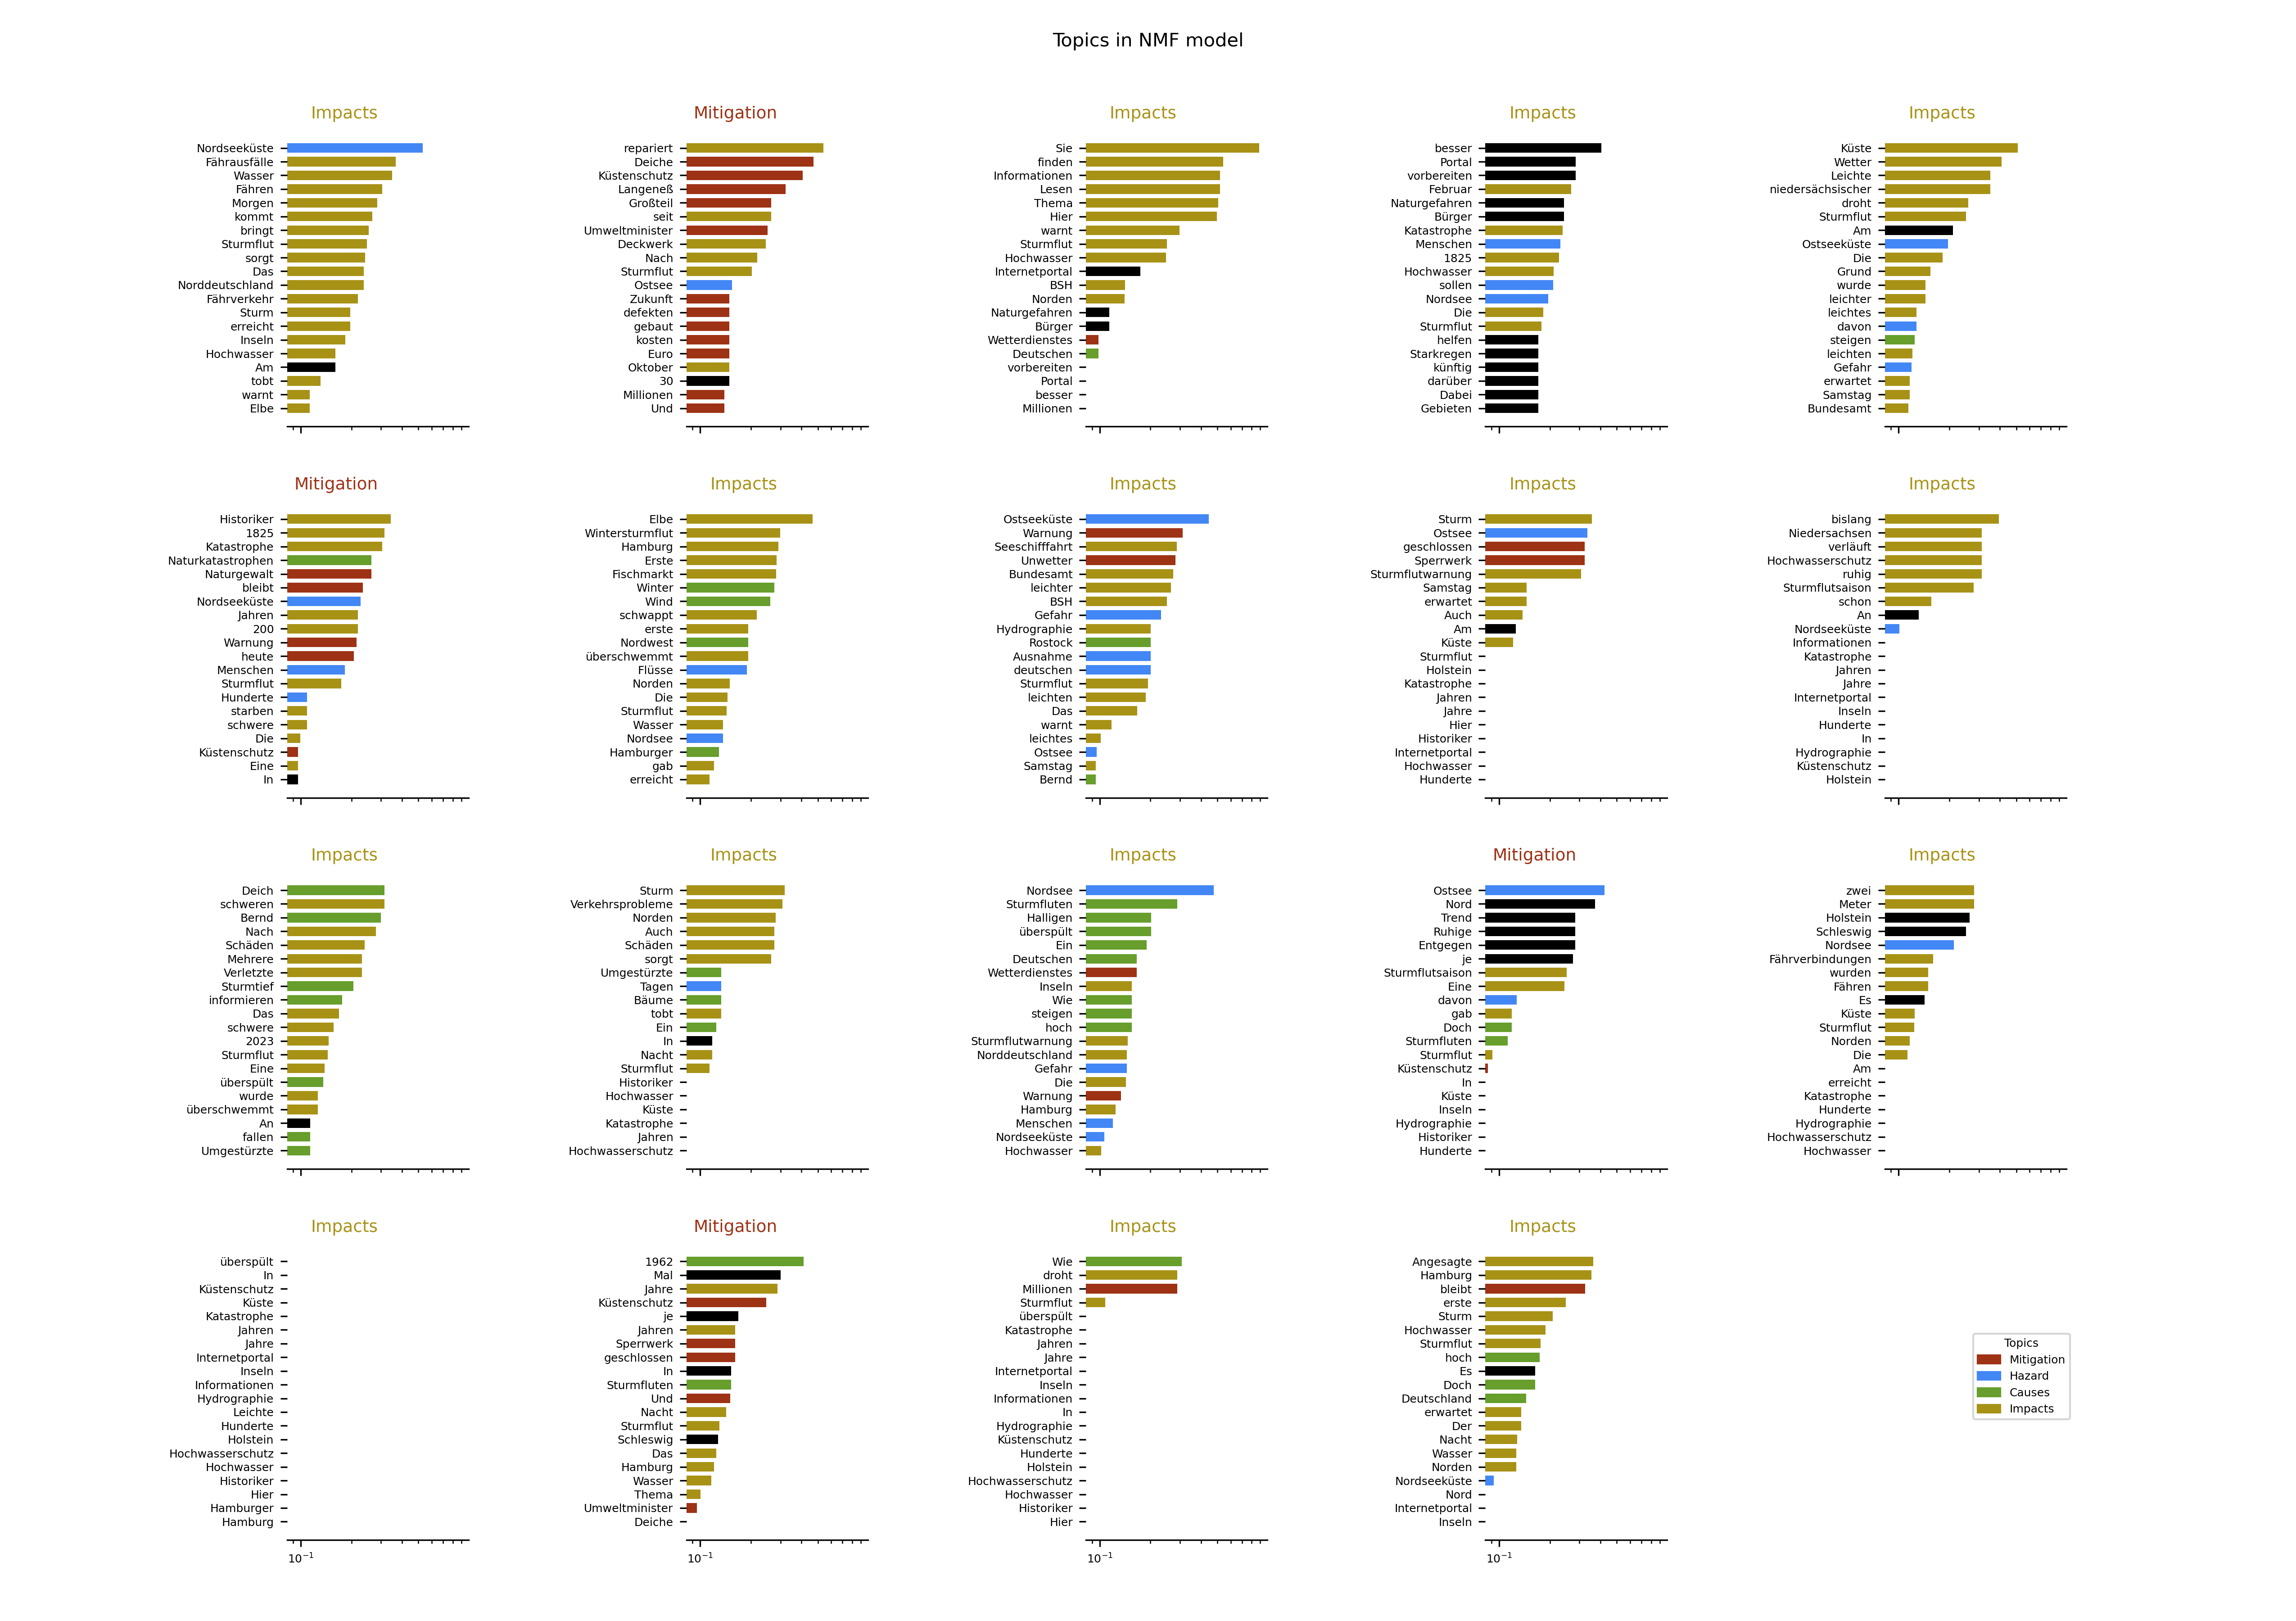 Topics in NMF model
Impacts
Nordseeküste
Fährausfälle
Wasser
Fähren
Morgen
kommt
bringt
Sturmflut
sorgt
Das
Norddeutschland
Fährverkehr
Sturm
erreicht
Inseln
Hochwasser
Am
tobt
warnt
Elbe
Mitigation
repariert
Deiche
Küstenschutz
Langeneß
Großteil
seit
Umweltminister
Deckwerk
Nach
Sturmflut
Ostsee
Zukunft
defekten
gebaut
kosten
Euro
Oktober
30
Millionen
Und
Impacts
Sie
finden
Informationen
Lesen
Thema
Hier
warnt
Sturmflut
Hochwasser
Internetportal
BSH
Norden
Naturgefahren
Bürger
Wetterdienstes
Deutschen
vorbereiten
Portal
besser
Millionen
Impacts
besser
Portal
vorbereiten
Februar
Naturgefahren
Bürger
Katastrophe
Menschen
1825
Hochwasser
sollen
Nordsee
Die
Sturmflut
helfen
Starkregen
künftig
darüber
Dabei
Gebieten
Impacts
Küste
Wetter
Leichte
niedersächsischer
droht
Sturmflut
Am
Ostseeküste
Die
Grund
wurde
leichter
leichtes
davon
steigen
leichten
Gefahr
erwartet
Samstag
Bundesamt
Mitigation
Historiker
1825
Katastrophe
Naturkatastrophen
Naturgewalt
bleibt
Nordseeküste
Jahren
200
Warnung
heute
Menschen
Sturmflut
Hunderte
starben
schwere
Die
Küstenschutz
Eine
In
Impacts
Elbe
Wintersturmflut
Hamburg
Erste
Fischmarkt
Winter
Wind
schwappt
erste
Nordwest
überschwemmt
Flüsse
Norden
Die
Sturmflut
Wasser
Nordsee
Hamburger
gab
erreicht
Impacts
Ostseeküste
Warnung
Seeschifffahrt
Unwetter
Bundesamt
leichter
BSH
Gefahr
Hydrographie
Rostock
Ausnahme
deutschen
Sturmflut
leichten
Das
warnt
leichtes
Ostsee
Samstag
Bernd
Impacts
Sturm
Ostsee
geschlossen
Sperrwerk
Sturmflutwarnung
Samstag
erwartet
Auch
Am
Küste
Sturmflut
Holstein
Katastrophe
Jahren
Jahre
Hier
Historiker
Internetportal
Hochwasser
Hunderte
Impacts
bislang
Niedersachsen
verläuft
Hochwasserschutz
ruhig
Sturmflutsaison
schon
An
Nordseeküste
Informationen
Katastrophe
Jahren
Jahre
Internetportal
Inseln
Hunderte
In
Hydrographie
Küstenschutz
Holstein
Impacts
Deich
schweren
Bernd
Nach
Schäden
Mehrere
Verletzte
Sturmtief
informieren
Das
schwere
2023
Sturmflut
Eine
überspült
wurde
überschwemmt
An
fallen
Umgestürzte
Impacts
Sturm
Verkehrsprobleme
Norden
Auch
Schäden
sorgt
Umgestürzte
Tagen
Bäume
tobt
Ein
In
Nacht
Sturmflut
Historiker
Hochwasser
Küste
Katastrophe
Jahren
Hochwasserschutz
Impacts
Nordsee
Sturmfluten
Halligen
überspült
Ein
Deutschen
Wetterdienstes
Inseln
Wie
steigen
hoch
Sturmflutwarnung
Norddeutschland
Gefahr
Die
Warnung
Hamburg
Menschen
Nordseeküste
Hochwasser
Mitigation
Ostsee
Nord
Trend
Ruhige
Entgegen
je
Sturmflutsaison
Eine
davon
gab
Doch
Sturmfluten
Sturmflut
Küstenschutz
In
Küste
Inseln
Hydrographie
Historiker
Hunderte
Impacts
zwei
Meter
Holstein
Schleswig
Nordsee
Fährverbindungen
wurden
Fähren
Es
Küste
Sturmflut
Norden
Die
Am
erreicht
Katastrophe
Hunderte
Hydrographie
Hochwasserschutz
Hochwasser
Impacts
überspült
In
Küstenschutz
Küste
Katastrophe
Jahren
Jahre
Internetportal
Inseln
Informationen
Hydrographie
Leichte
Hunderte
Holstein
Hochwasserschutz
Hochwasser
Historiker
Hier
Hamburger
Hamburg
10⁻¹
Mitigation
1962
Mal
Jahre
Küstenschutz
je
Jahren
Sperrwerk
geschlossen
In
Sturmfluten
Und
Nacht
Sturmflut
Schleswig
Das
Hamburg
Wasser
Thema
Umweltminister
Deiche
10⁻¹
Impacts
Wie
droht
Millionen
Sturmflut
überspült
Katastrophe
Jahren
Jahre
Internetportal
Inseln
Informationen
In
Hydrographie
Küstenschutz
Hunderte
Holstein
Hochwasserschutz
Hochwasser
Historiker
Hier
10⁻¹
Impacts
Angesagte
Hamburg
bleibt
erste
Sturm
Hochwasser
Sturmflut
hoch
Es
Doch
Deutschland
erwartet
Der
Nacht
Wasser
Norden
Nordseeküste
Nord
Internetportal
Inseln
10⁻¹
Topics
Mitigation
Hazard
Causes
Impacts